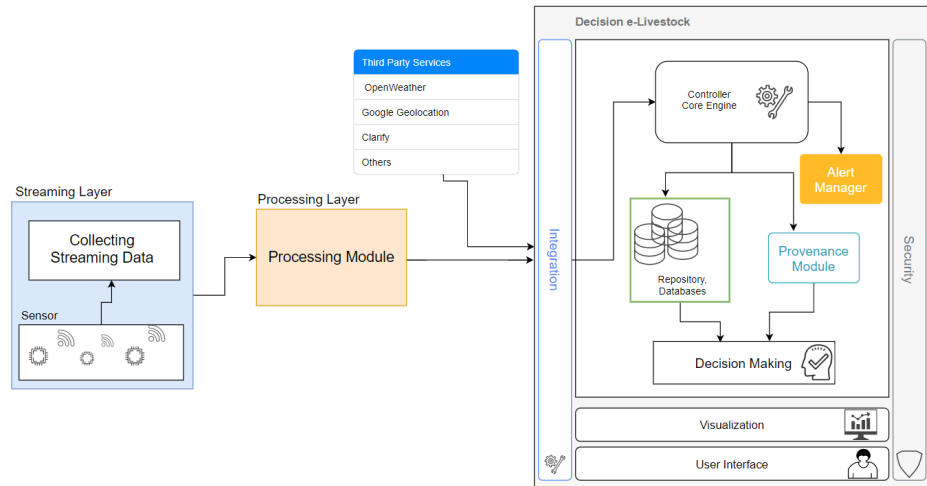 Decision e-Livestock
Third Party Services
OpenWeather
Google Geolocation
Clarify
Others
Controller
Core Engine
Alert
Manager
Streaming Layer
Collecting
Streaming Data
Sensor
Processing Layer
Processing Module
Integration
Repository,
Databases
Provenance
Module
Security
Decision Making
Visualization
User Interface